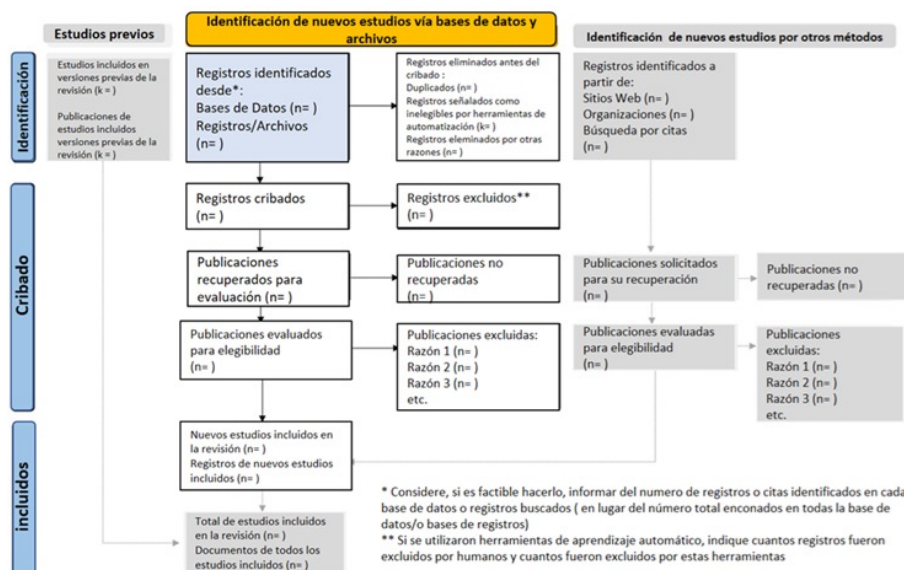 Estudios previos
Identificación de nuevos estudios vía bases de datos y
archivos
Identificación de nuevos estudios por otros métodos
Identificación
Estudios incluidos en
versiones previas de la
revisión (k = )
Publicaciones de
estudios incluidos
versiones previas de la
revisión (k = )
Registros identificados
desde*:
Bases de Datos (n= )
Registros/Archivos
(n= )
Registros eliminados antes del
cribado :
Duplicados (n= )
Registros señalados como
inelegibles por herramientas de
automatización (k= )
Registros eleminados por otras
razones (n= )
Registros identificados a
partir de:
Sitios Web (n= )
Organizaciones (n= )
Búsqueda por citas
(n= )
Cribado
Registros cribados
(n= )
Registros excluidos**
(n= )
Publicaciones
recuperados para
evaluación (n= )
Publicaciones no
recuperadas
(n= )
Publicaciones solicitados
para su recuperación
(n= )
Publicaciones no
recuperadas (n= )
Publicaciones evaluados
para elegibilidad
(n= )
Publicaciones excluidas:
Razón 1 (n= )
Razón 2 (n= )
Razón 3 (n= )
etc.
Publicaciones evaluadas
para elegibilidad
(n= )
Publicaciones
excluidas:
Razón 1 (n= )
Razón 2 (n= )
Razón 3 (n= )
etc.
incluidos
Nuevos estudios incluidos en
la revisión (n= )
Registros de nuevos estudios
incluidos (n= )
Total de estudios incluidos
en la revisión (n= )
Documentos de todos los
estudios incluidos (n= )
* Considere, si es factible hacerlo, informar del numero de registros o citas identificados en cada
base de datos o registros buscados ( en lugar del número total enconados en todas la base de
datos/o bases de registros)
** Si se utilizaron herramientas de aprendizaje automático, indique cuantos registros fueron
excluidos por humanos y cuantos fueron excluidos por estas herramientas